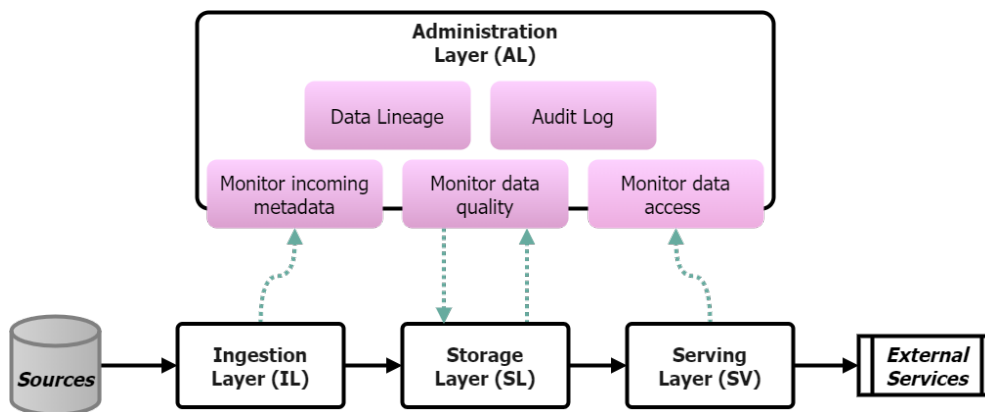 Administration
Layer (AL)
Data Lineage
Audit Log
Monitor incoming
metadata
Monitor data
quality
Monitor data
access
Sources
Ingestion
Layer (IL)
Storage
Layer (SL)
Serving
Layer (SV)
External
Services